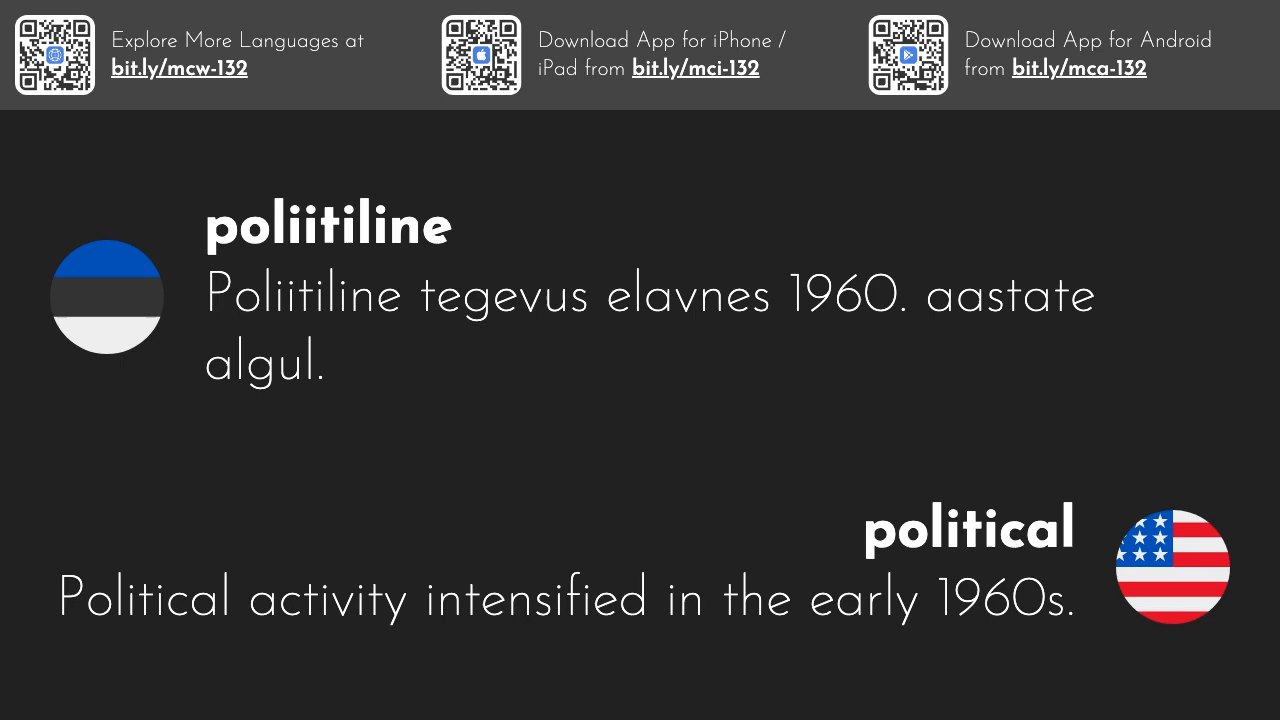 Explore More Languages at
bit.ly/mcw-132
Download App for iPhone /
iPad from bit.ly/mci-132
Download App for Android
from bit.ly/mca-132
poliitiline
Poliitiline tegevus elavnes 1960. aastate
algul.
political
Political activity intensified in the early 1960s.